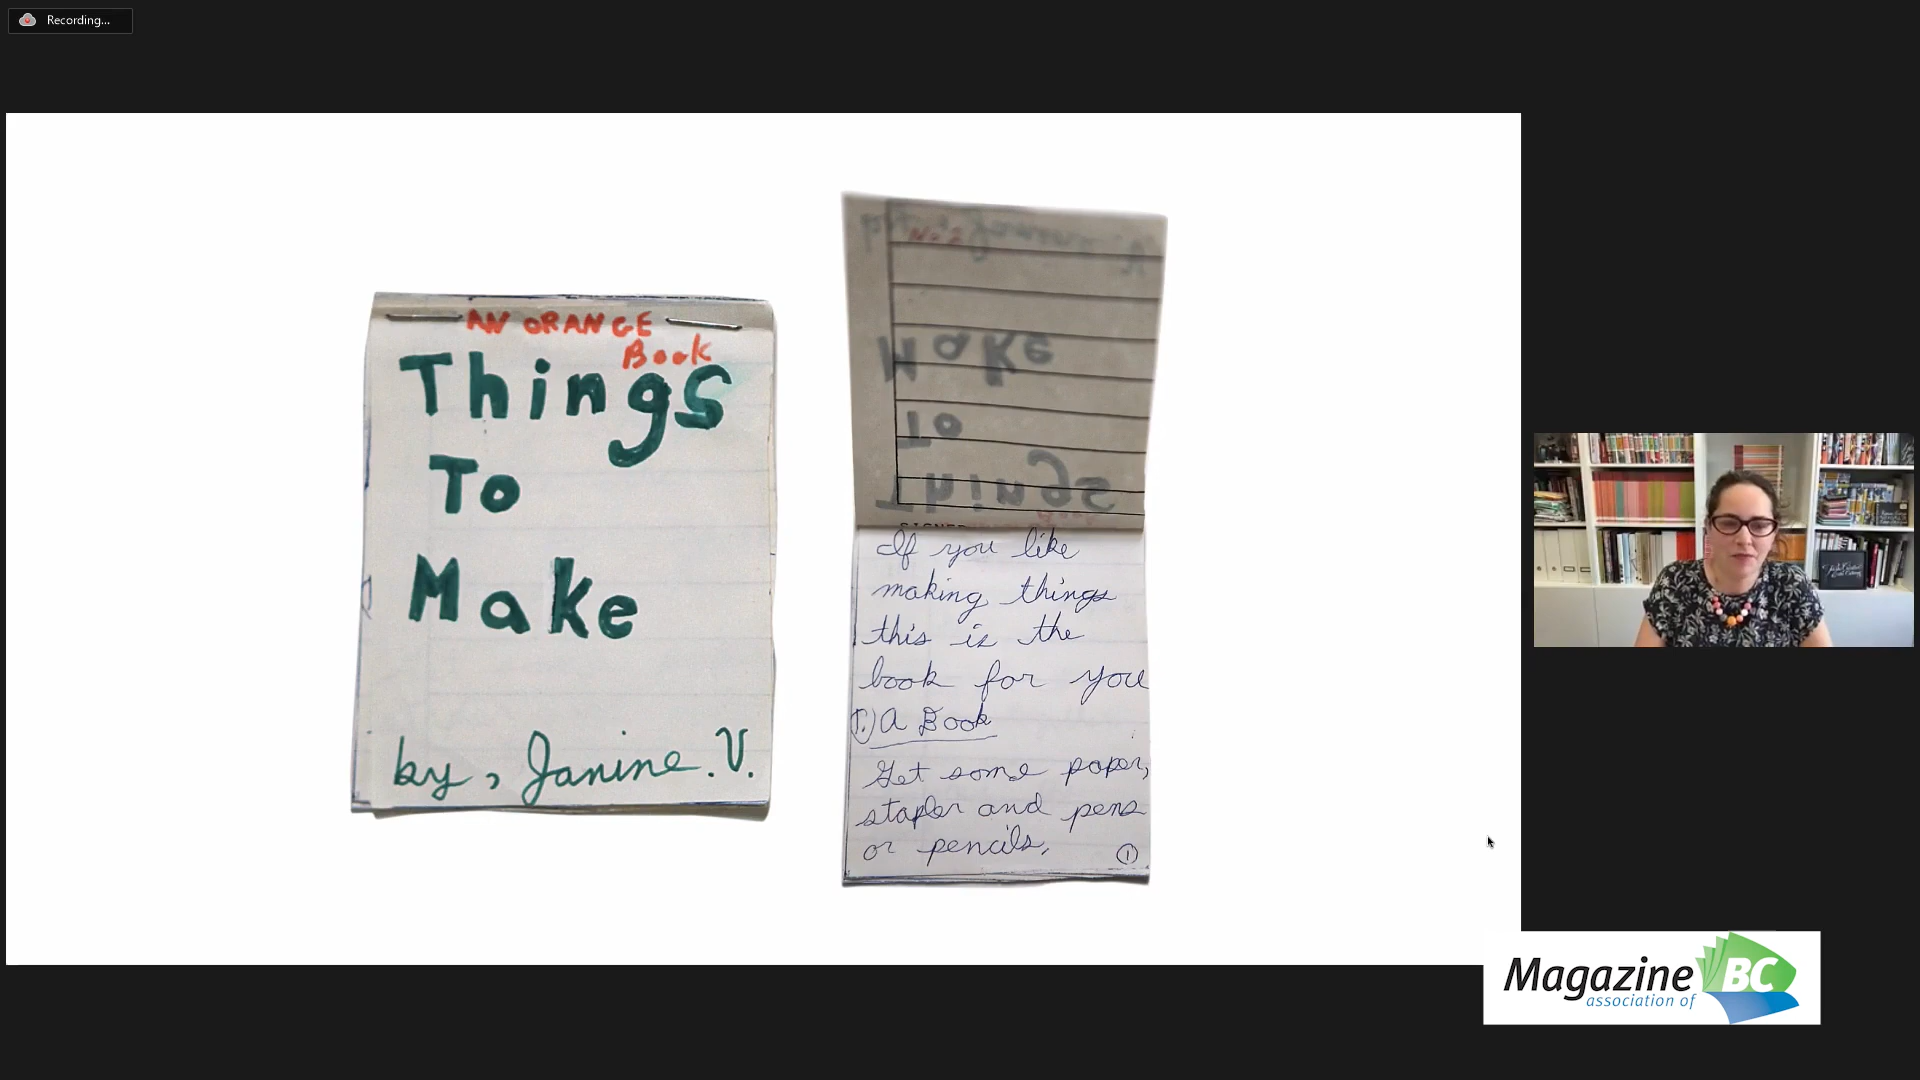 Recording...
AN ORANGE
Book
Things
To
Make
by, Janine. V.
If you like
making things
this is the
book for you
1.) A Book
Get some paper,
stapler and pens
or pencils,
1
Magazine
association of
BC